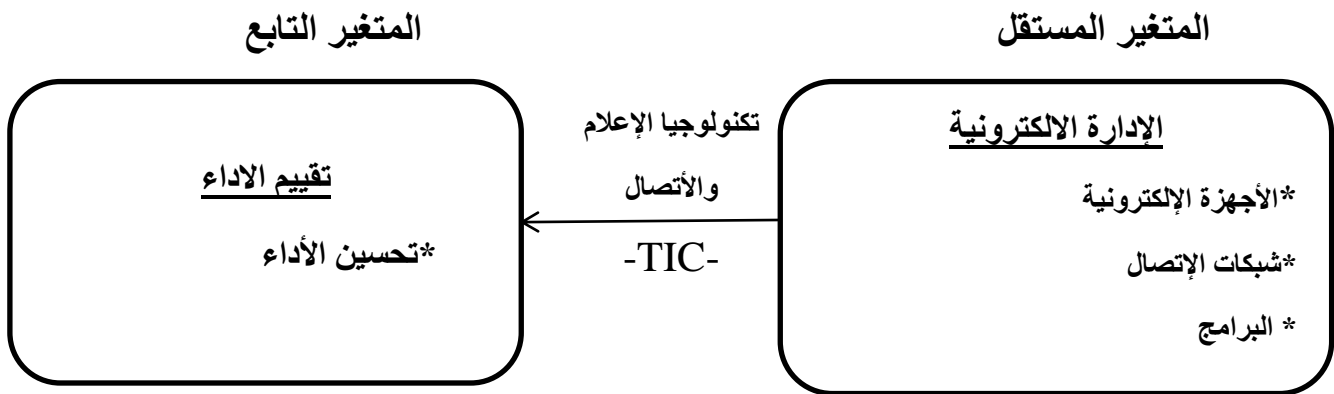 المتغير المستقل
المتغير التابع
الإدارة الالكترونية
*الأجهزة الإلكترونية
*شبكات الإتصال
* البرامج
تكنولوجيا الإعلام
والأتصال
-TIC-
تقييم الاداء
*تحسين الأداء